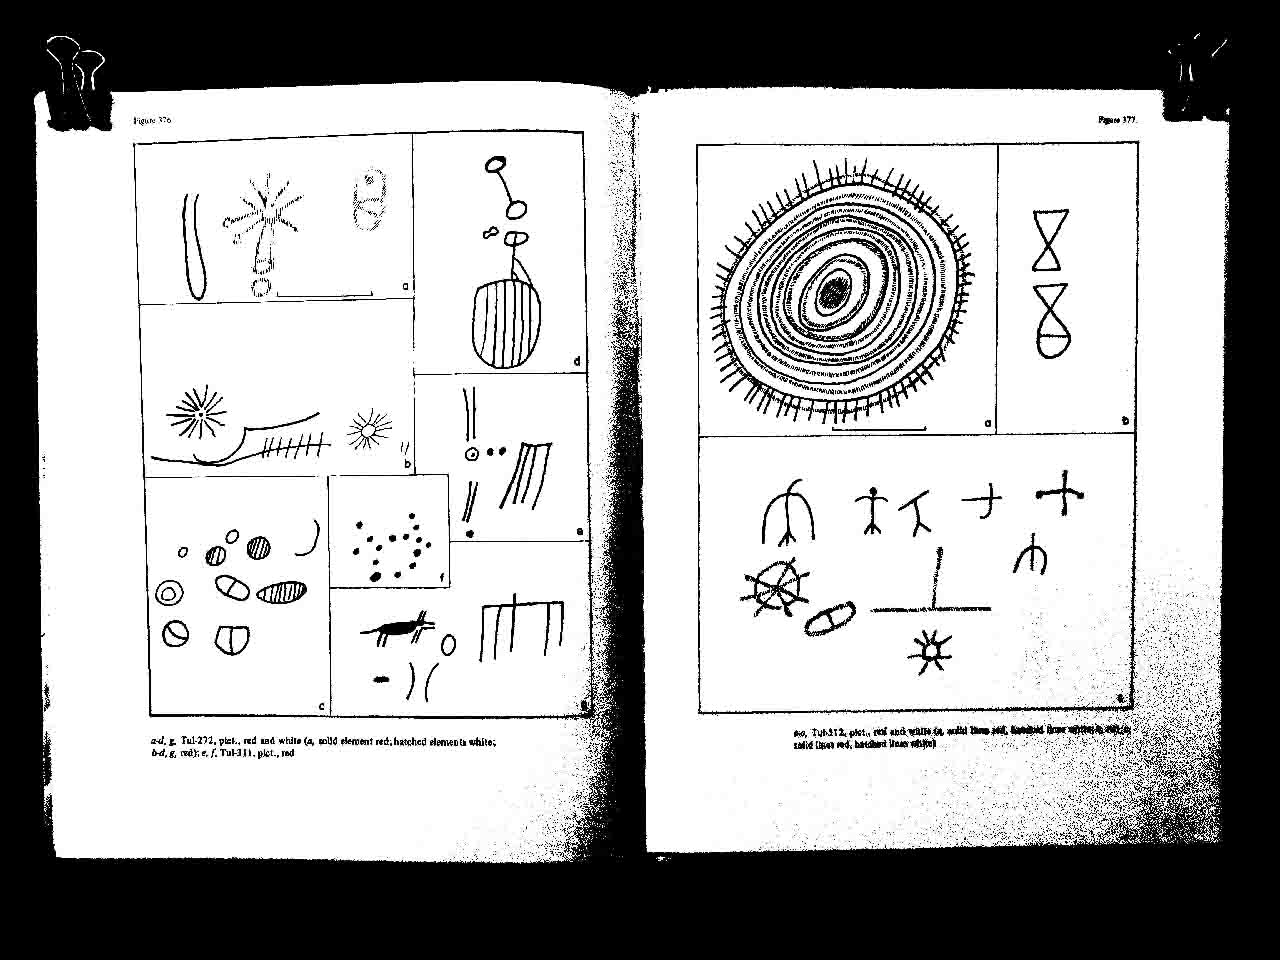 Figure 376
a
d
b
e
c
f
a-d, g, Tul-272, pict., red and white (a, solid element red; hatched elements white;
b-d, g, red); e, f, Tul-311, pict., red
Figure 377.
a
b
Tul-312, pict., red and white (a, solid lines red, hatched lines white;
solid lines red, hatched lines white)